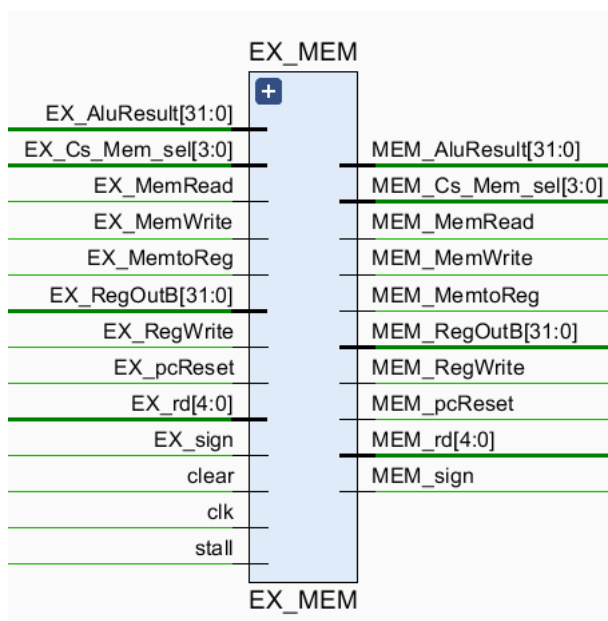 EX_MEM
EX_AluResult[31:0]
EX_Cs_Mem_sel[3:0]
EX_MemRead
EX_MemWrite
EX_MemtoReg
EX_RegOutB[31:0]
EX_RegWrite
EX_pcReset
EX_rd[4:0]
EX_sign
clear
clk
stall
MEM_AluResult[31:0]
MEM_Cs_Mem_sel[3:0]
MEM_MemRead
MEM_MemWrite
MEM_MemtoReg
MEM_RegOutB[31:0]
MEM_RegWrite
MEM_pcReset
MEM_rd[4:0]
MEM_sign
EX_MEM